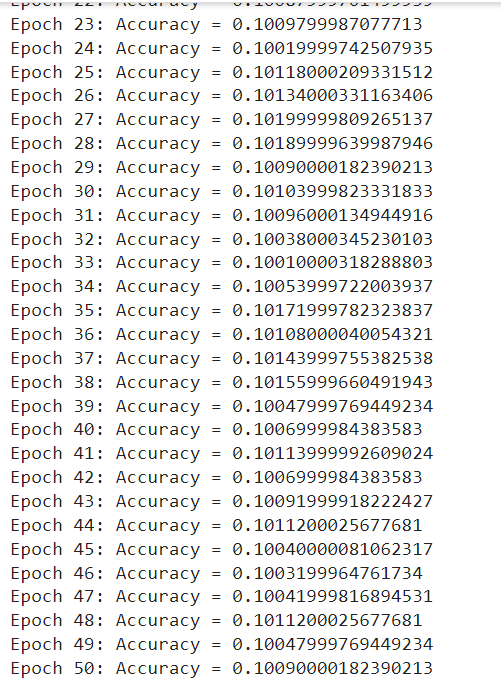 Epoch 23: Accuracy = 0.1009799987077713
Epoch 24: Accuracy = 0.10019999742507935
Epoch 25: Accuracy = 0.10118000209331512
Epoch 26: Accuracy = 0.10134000331163406
Epoch 27: Accuracy = 0.10199999809265137
Epoch 28: Accuracy = 0.10189999639987946
Epoch 29: Accuracy = 0.10090000182390213
Epoch 30: Accuracy = 0.10103999823331833
Epoch 31: Accuracy = 0.10096000134944916
Epoch 32: Accuracy = 0.10038000345230103
Epoch 33: Accuracy = 0.10010000318288803
Epoch 34: Accuracy = 0.10053999722003937
Epoch 35: Accuracy = 0.10171999782323837
Epoch 36: Accuracy = 0.10108000040054321
Epoch 37: Accuracy = 0.10143999755382538
Epoch 38: Accuracy = 0.10155999660491943
Epoch 39: Accuracy = 0.10047999769449234
Epoch 40: Accuracy = 0.1006999984383583
Epoch 41: Accuracy = 0.10113999992609024
Epoch 42: Accuracy = 0.1006999984383583
Epoch 43: Accuracy = 0.10091999918222427
Epoch 44: Accuracy = 0.1011200025677681
Epoch 45: Accuracy = 0.10040000081062317
Epoch 46: Accuracy = 0.1003199964761734
Epoch 47: Accuracy = 0.10041999816894531
Epoch 48: Accuracy = 0.1011200025677681
Epoch 49: Accuracy = 0.10047999769449234
Epoch 50: Accuracy = 0.10090000182390213